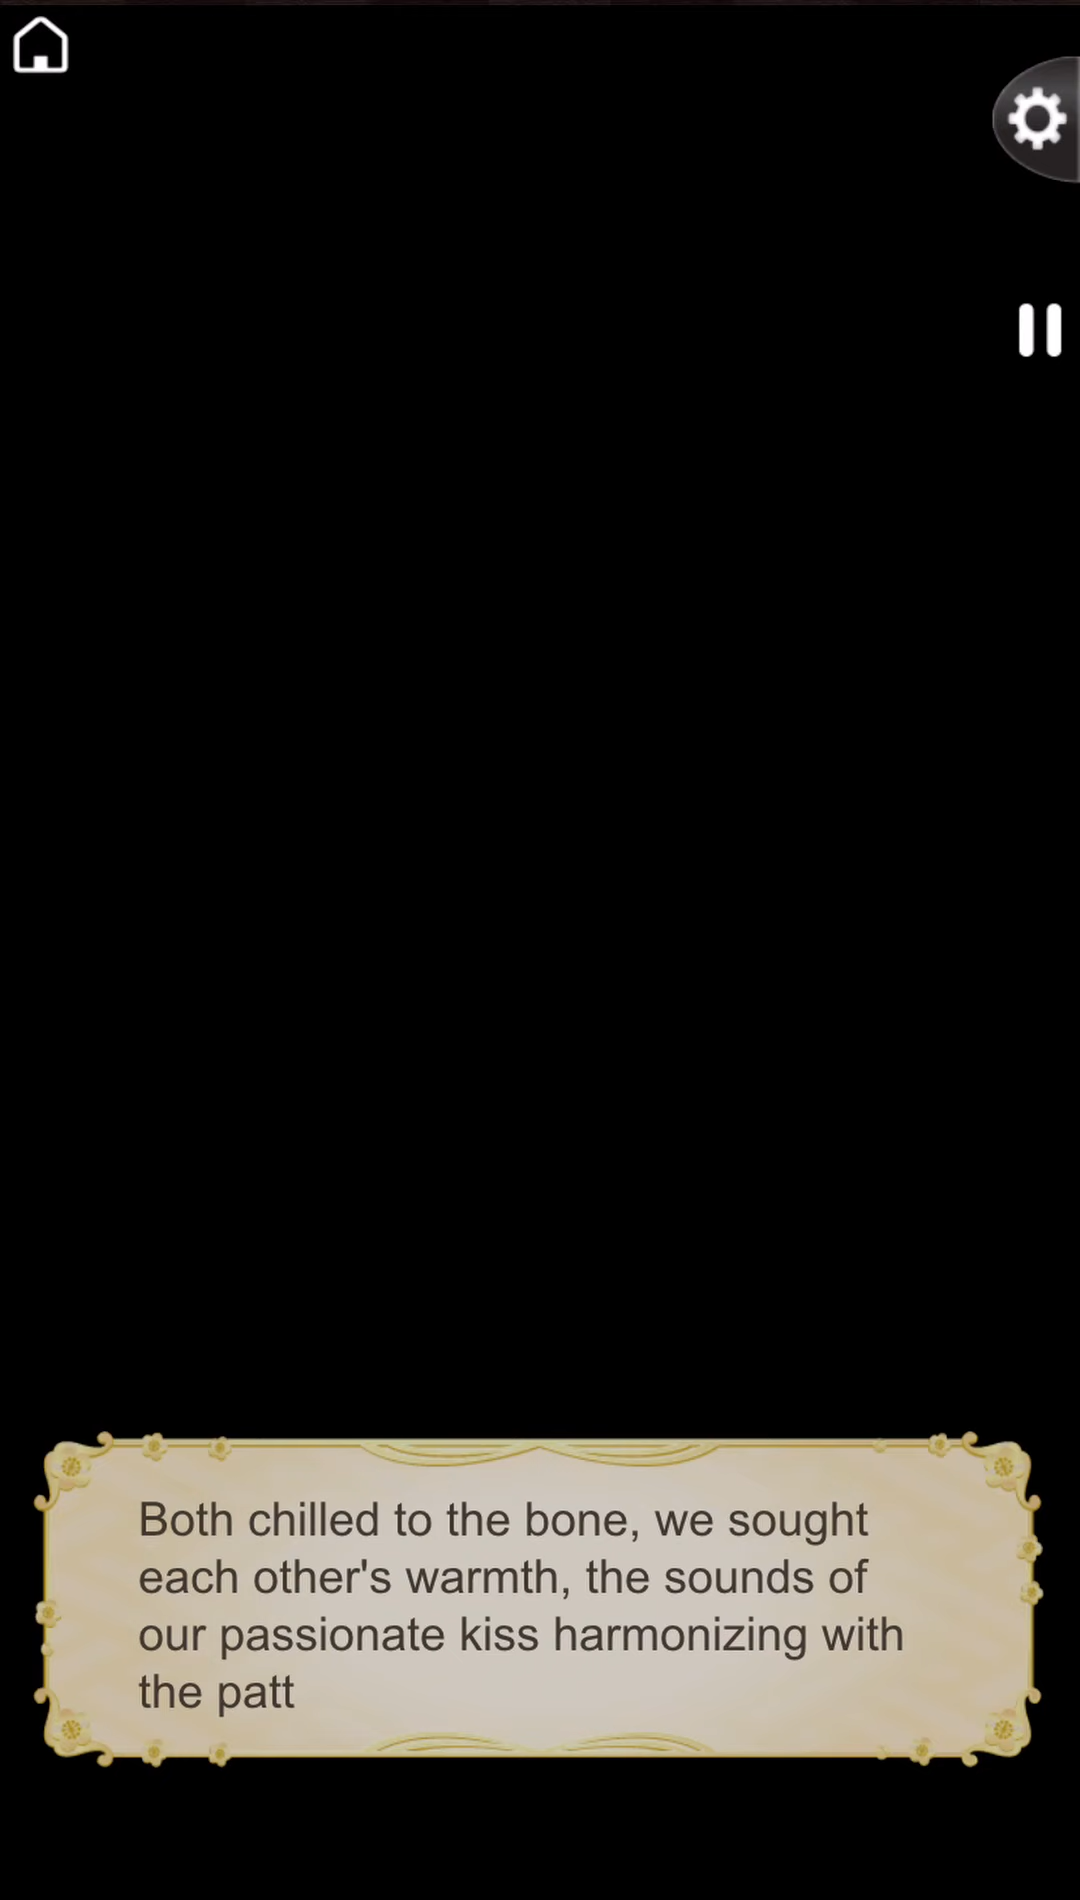 Both chilled to the bone, we sought
each other's warmth, the sounds of
our passionate kiss harmonizing with
the patt